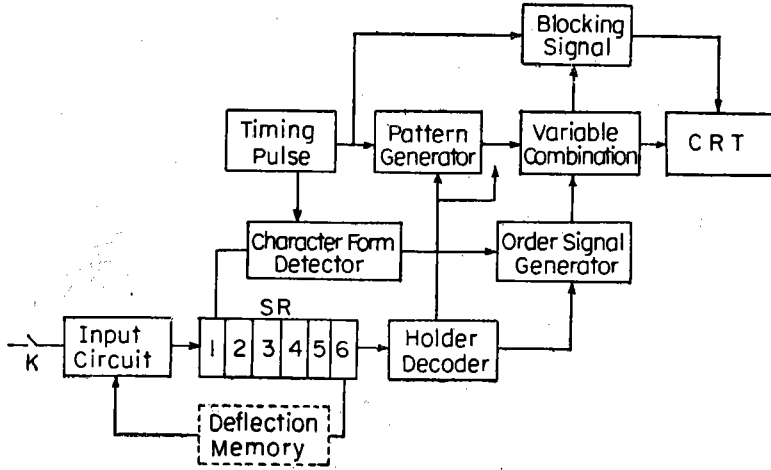 Blocking
Signal
Timing
Pulse
Pattern
Generator
Variable
Combination
CRT
Character Form
Detector
Order Signal
Generator
SR
K
Input
Circuit
1 2 3 4 5 6
Holder
Decoder
Deflection
Memory